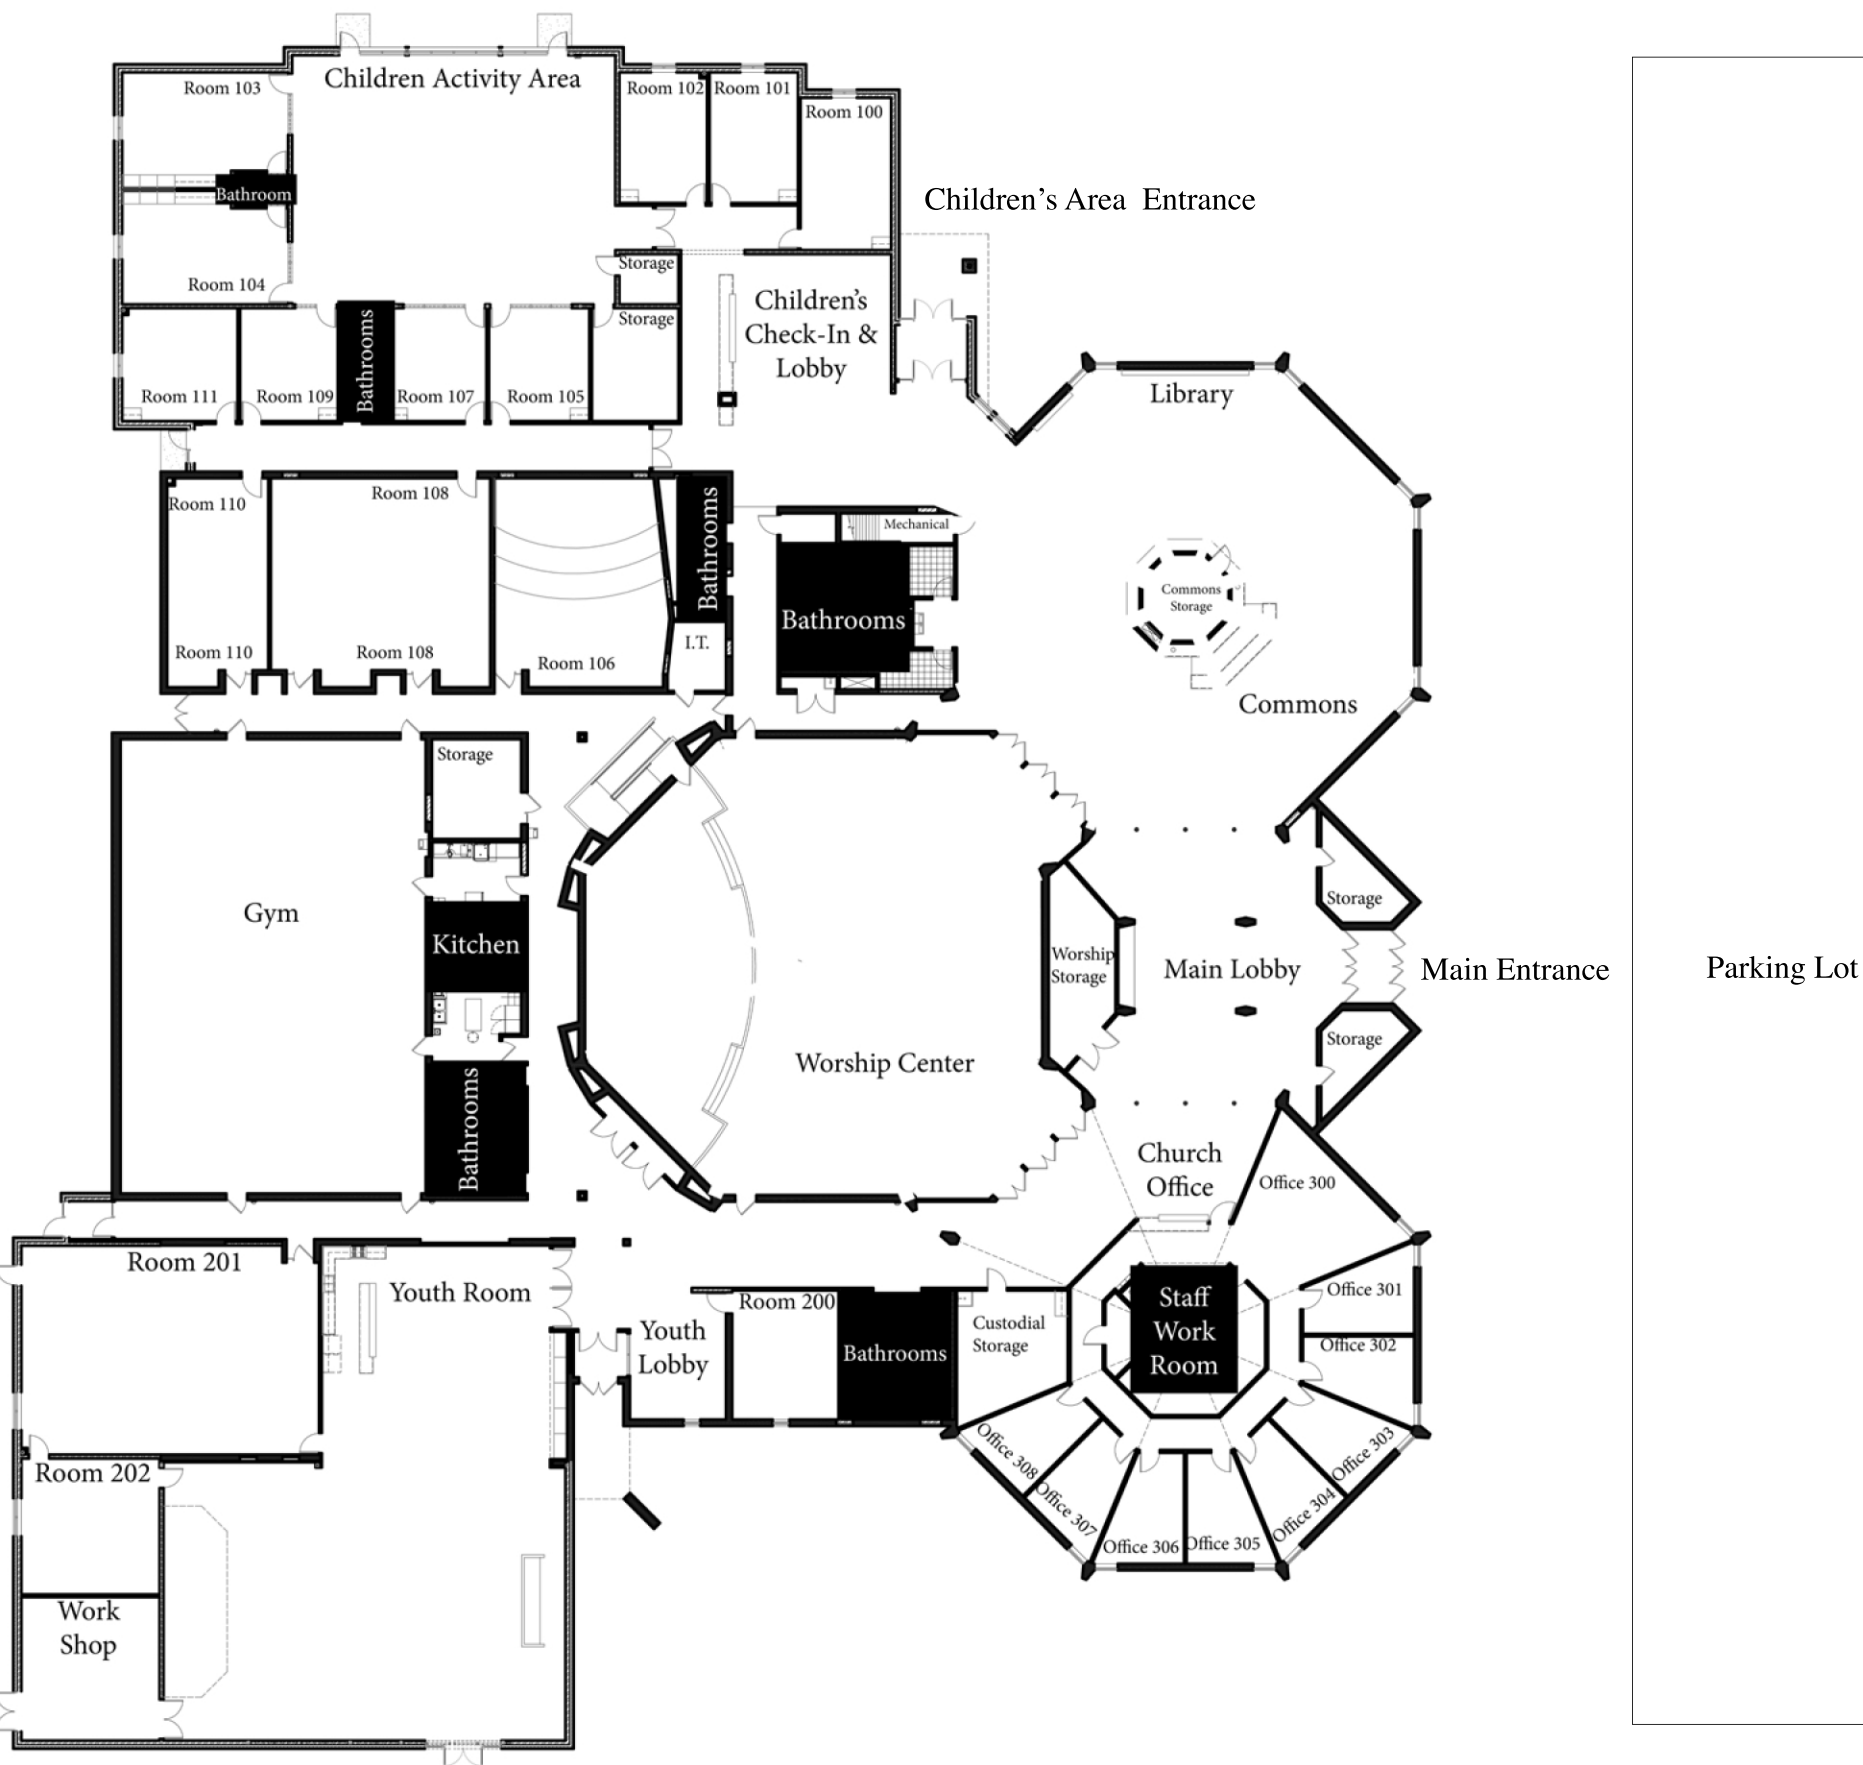 Children Activity Area
Room 103
Room 102
Room 101
Room 100
Bathroom
Children's Area Entrance
Room 104
Storage
Storage
Children's
Check-In &
Lobby
Bathrooms
Room 111
Room 109
Room 107
Room 105
Library
Room 110
Room 108
Bathrooms
Mechanical
Commons
Storage
Bathrooms
Room 110
Room 108
Room 106
I.T.
Commons
Storage
Gym
Kitchen
Storage
Worship
Storage
Main Lobby
Main Entrance
Parking Lot
Storage
Worship Center
Bathrooms
Church
Office
Office 300
Room 201
Youth Room
Youth
Lobby
Room 200
Bathrooms
Custodial
Storage
Staff
Work
Room
Office 301
Office 302
Room 202
Office 308
Office 307
Office 306
Office 305
Office 304
Office 303
Work
Shop